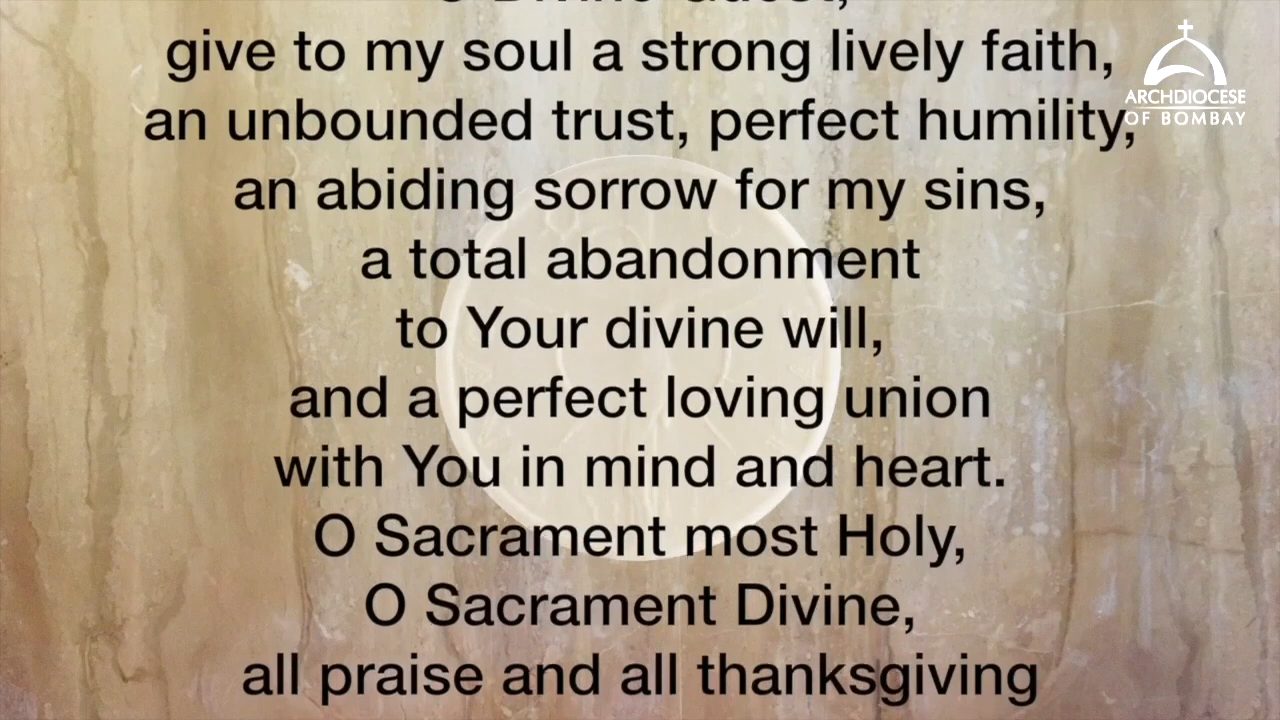 O Divine Guest,
give to my soul a strong lively faith,
an unbounded trust, perfect humility,
an abiding sorrow for my sins,
a total abandonment
to Your divine will,
and a perfect loving union
with You in mind and heart.
O Sacrament most Holy,
O Sacrament Divine,
all praise and all thanksgiving
ARCHDIOCESE
OF BOMBAY